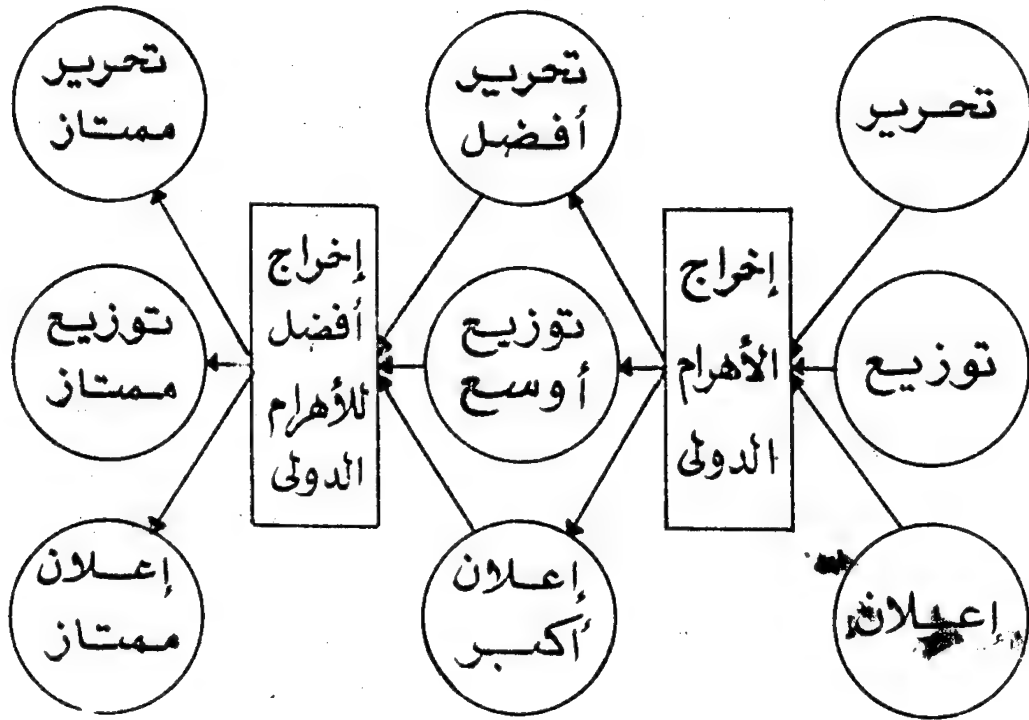 تحرير
توزيع
إعلان
إخراج
الأهرام
الدولى
تحرير
أفضل
توزيع
أوسع
إعلان
أكبر
إخراج
أفضل
للأهرام
الدولى
تحرير
ممتاز
توزيع
ممتاز
إعلان
ممتاز